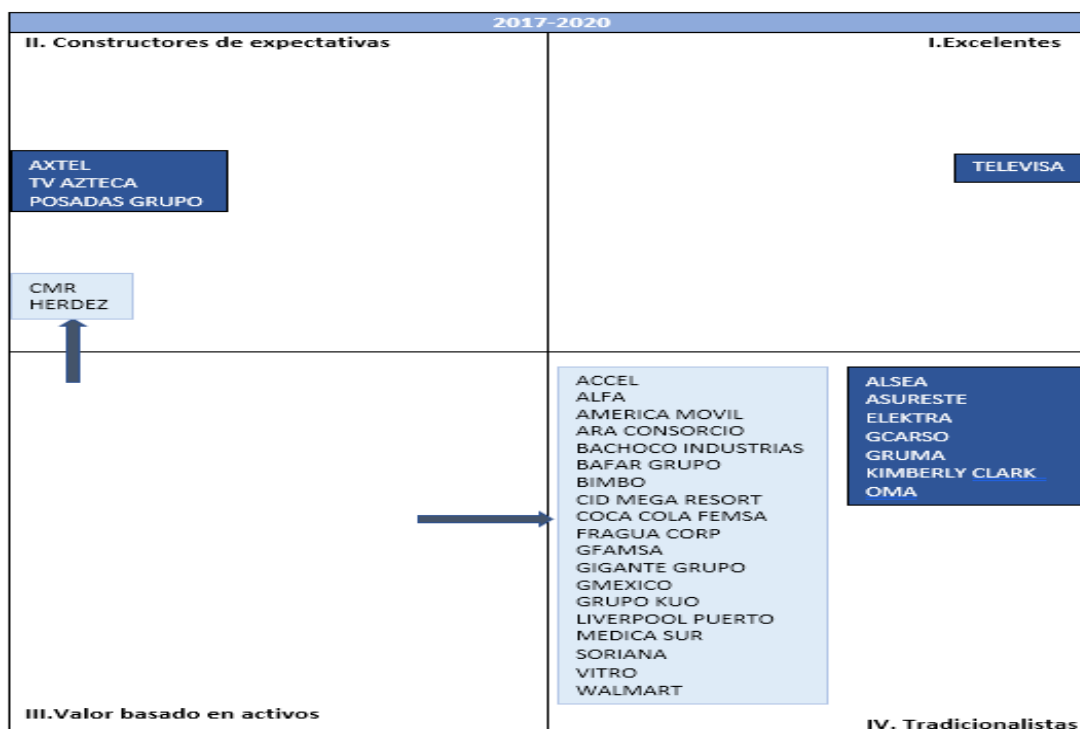 2017-2020
II. Constructores de expectativas
I.Excelentes
AXTEL
TV AZTECA
POSADAS GRUPO
TELEVISA
CMR
HERDEZ
ACCEL
ALFA
AMERICA MOVIL
ARA CONSORCIO
BACHOCO INDUSTRIAS
BAFAR GRUPO
BIMBO
CID MEGA RESORT
COCA COLA FEMSA
FRAGUA CORP
GFAMSA
GIGANTE GRUPO
GMEXICO
GRUPO KUO
LIVERPOOL PUERTO
MEDICA SUR
SORIANA
VITRO
WALMART
ALSEA
ASURESTE
ELEKTRA
GCARSO
GRUMA
KIMBERLY CLARK
OMA
III.Valor basado en activos
IV. Tradicionalistas